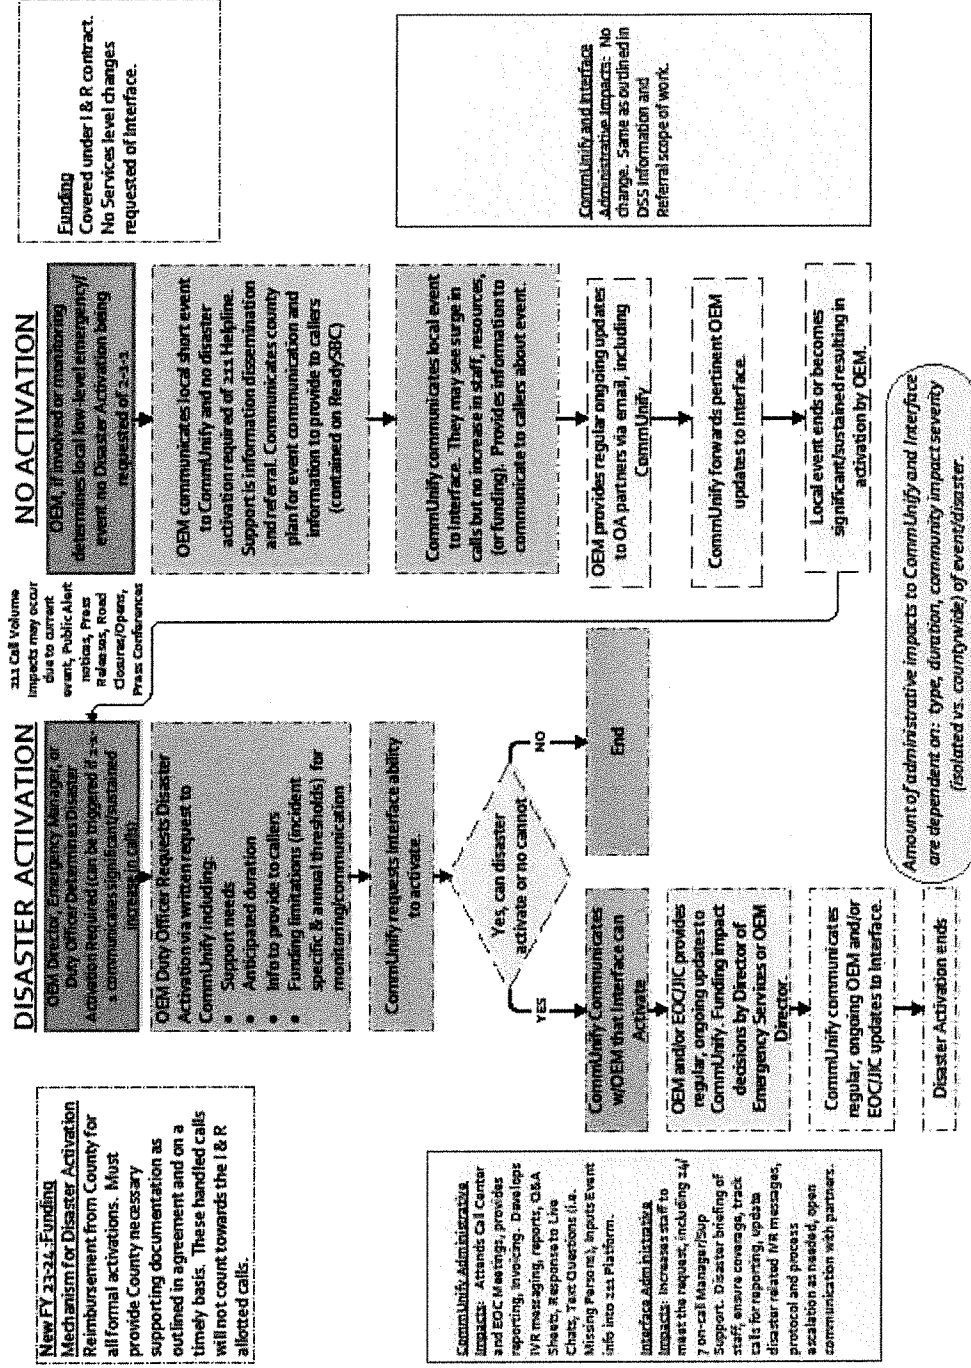 DISASTER ACTIVATION
NO ACTIVATION
New FY 23-24 :Funding
Mechanism for Disaster Activation
Reimbursement from County for
all formal activations. Must
provide County necessary
supporting documentation as
outlined in agreement and on a
timely basis. These handled calls
will not count towards the I & R
allotted calls.
CommUnify Administrative
Impacts: Attends Call Center
and EOC Meetings, provides
reporting, invoicing. Develops
IVR messaging, reports, Q&A
Sheets, Response to Live
Chats, Text Questions (i.e.
Missing Persons), Inputs Event
info into 211 Platform.
Interface Administrative
Impacts: Increases staff to
meet the request, including 24/
7 on-call Manager/Sup
Support. Disaster briefing of
staff, ensure coverage, track
calls for reporting, update
disaster related IVR messages,
protocol and process
escalation as needed, open
communication with partners.
OEM Director, Emergency Manager, or
Duty Officer Determines Disaster
Activation Required (can be triggered if 2-1-
1 communicates significant/sustained
increase in calls)
OEM Duty Officer Requests Disaster
Activation via written request to
CommUnify including:
• Support needs
• Anticipated duration
• Info to provide to callers
• Funding limitations (incident
specific & annual thresholds) for
monitoring/communication
CommUnify requests interface ability
to activate.
Yes, can disaster
activate or no cannot
YES
NO
CommUnify Communicates
w/OEM that Interface can
Activate
End
OEM and/or EOC/JIC provides
regular, ongoing updates to
CommUnify. Funding impact
decisions by Director of
Emergency Services or OEM
Director.
CommUnify communicates
regular, ongoing OEM and/or
EOC/JIC updates to Interface.
Disaster Activation ends
211 Call Volume
Impacts may occur
due to current
event, Public Alert
notices, Press
Releases, Road
Closures/Opens,
Press Conferences
OEM, if involved or monitoring
determines local low-level emergency/
event no Disaster Activation being
requested of 2-1-1
OEM communicates local short event
to CommUnify and no disaster
activation required of 211 Helpline.
Support is information dissemination
and referral. Communicates county
plan for event communication and
information to provide to callers
(contained on ReadySBC)
CommUnify communicates local event
to Interface. They may see surge in
calls but no increase in staff, resources,
(or funding). Provides information to
communicate to callers about event.
OEM provides regular ongoing updates
to OA partners via email, including to
CommUnify
CommUnify forwards pertinent OEM
updates to Interface.
Local event ends or becomes
significant/sustained resulting in
activation by OEM.
Funding
Covered under I & R contract.
No Services level changes
requested of Interface.
CommUnify and Interface
Administrative Impacts: No
change. Same as outlined in
DSS Information and
Referral scope of work.
Amount of administrative impacts to CommUnify and Interface
are dependent on: type, duration, community impact severity
(isolated vs. countywide) of event/disaster.